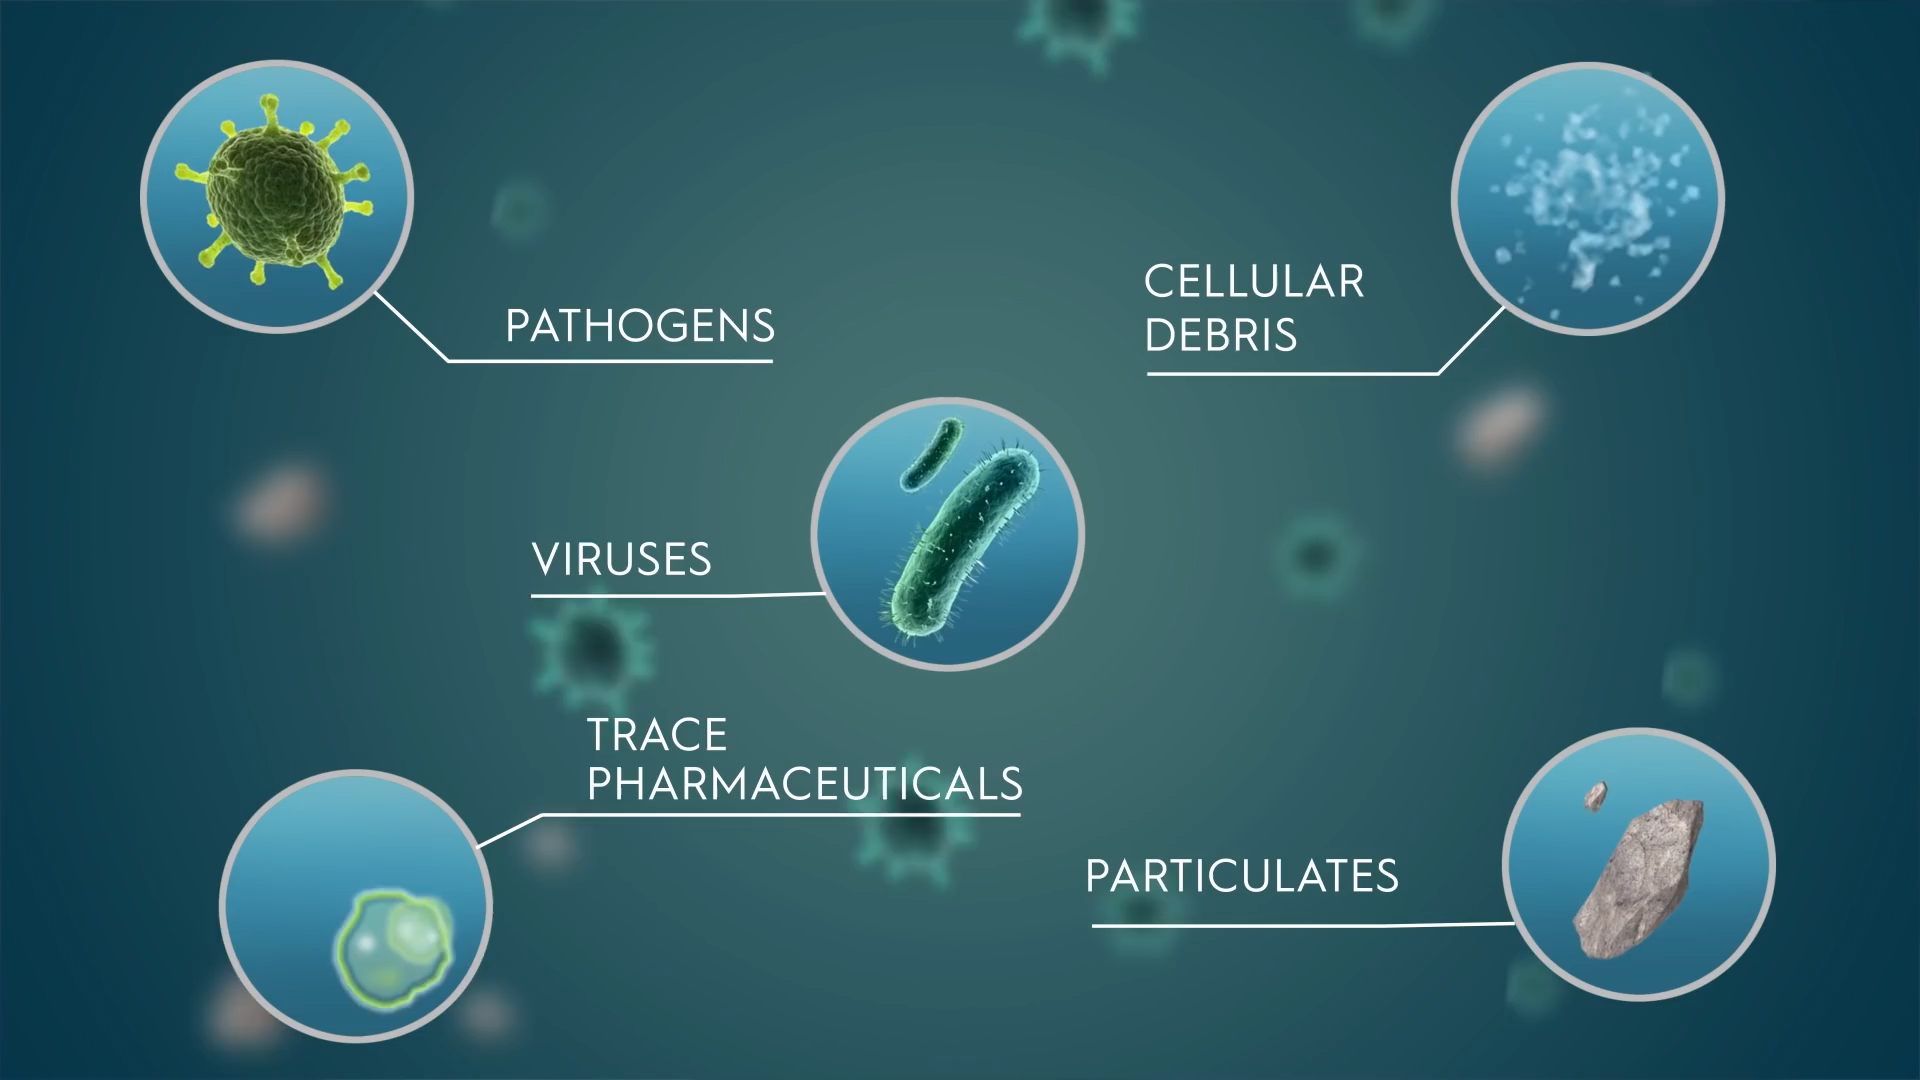 PATHOGENS
CELLULAR
DEBRIS
VIRUSES
TRACE
PHARMACEUTICALS
PARTICULATES